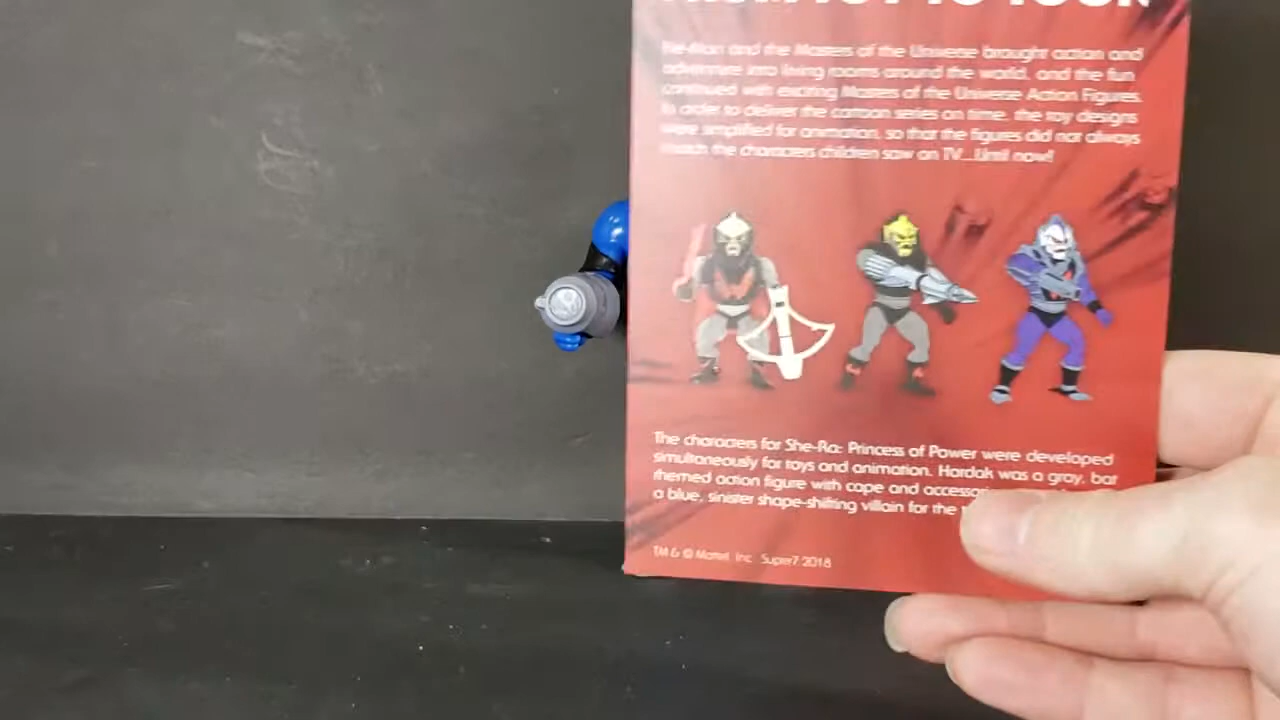 He-Man and the Masters of the Universe brought action and
adventure into living rooms around the world, and the fun
continued with exciting Masters of the Universe Action Figures.
In order to deliver the cartoon series on time, the toy designs
were simplified for animation, so that the figures did not always
match the characters children saw on TV...Until now!
The characters for She-Ra: Princess of Power were developed
simultaneously for toys and animation. Hordak was a gray, bat
themed action figure with cape and
a blue, sinister shape-shifting villain for the
TM & © Mattel, Inc. Super7 2018